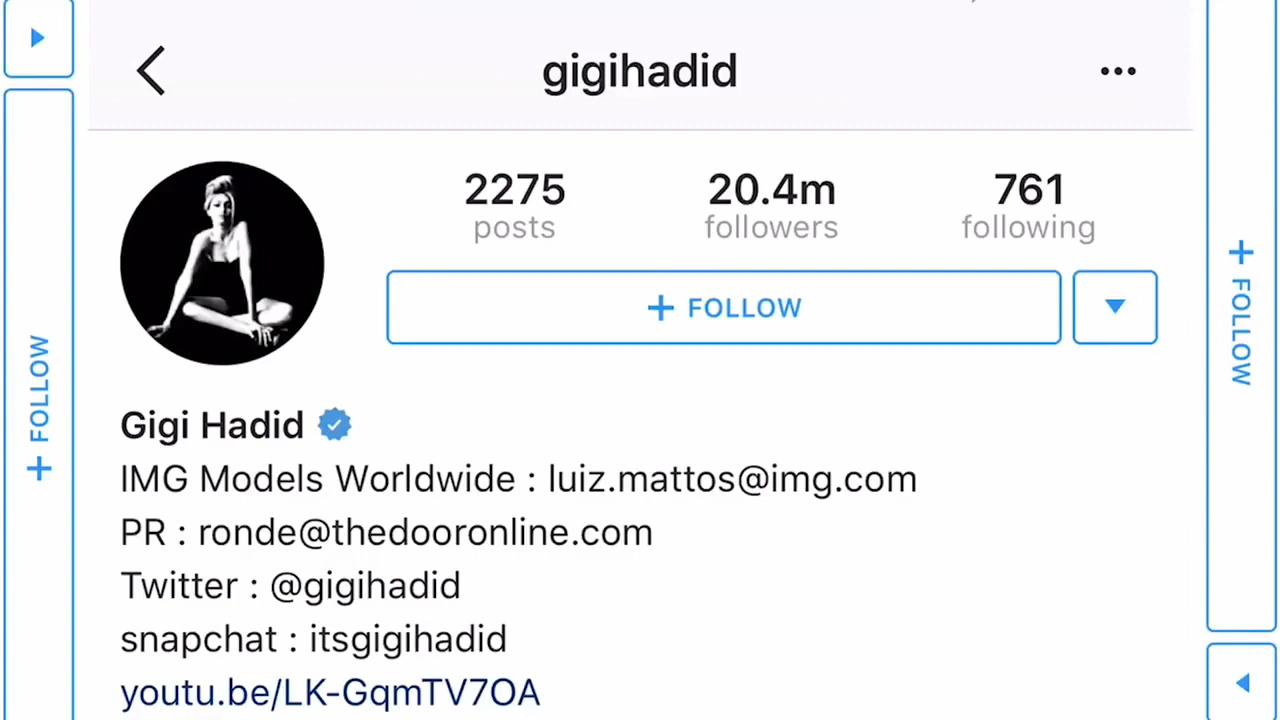 gigihadid
2275 20.4m 761
posts followers following
+ FOLLOW
Gigi Hadid
IMG Models Worldwide : luiz.mattos@img.com
PR : ronde@thedooronline.com
Twitter : @gigihadid
snapchat : itsgigihadid
youtu.be/LK-GqmTV7OA
+ FOLLOW
+ FOLLOW